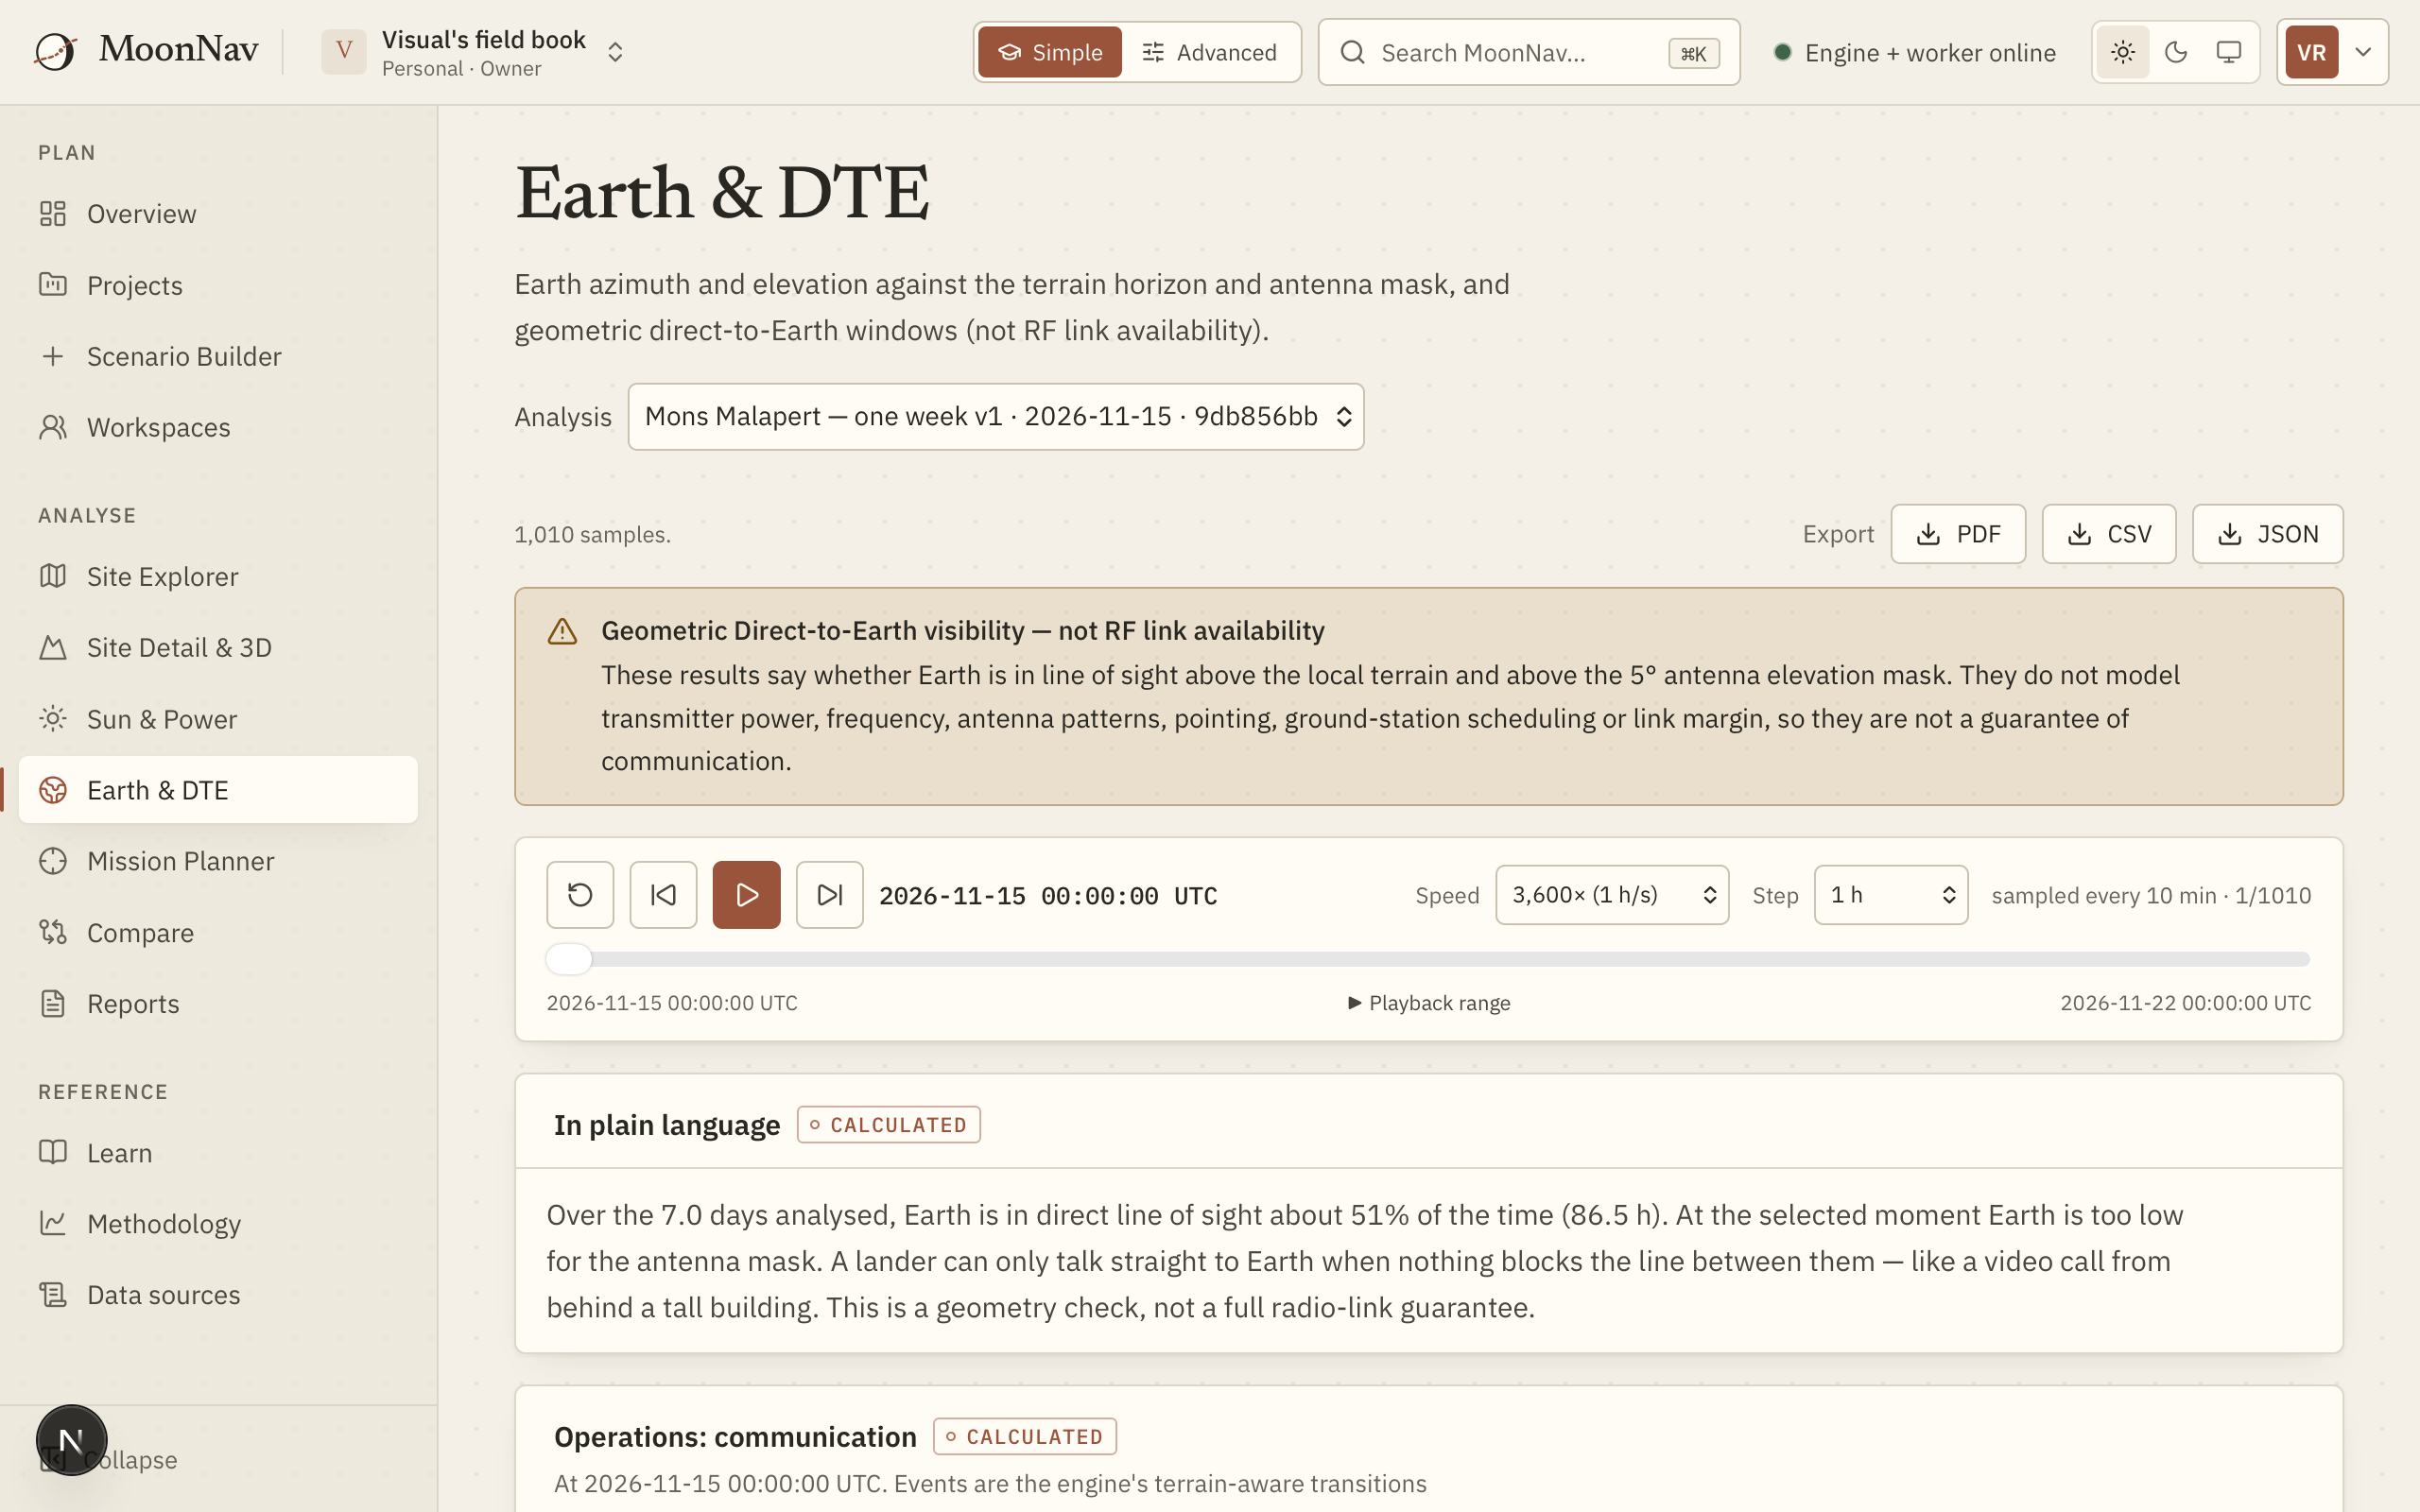 MoonNav
V
Visual's field book
Personal · Owner
Simple
Advanced
Search MoonNav...
⌘K
Engine + worker online
VR
PLAN
Overview
Projects
Scenario Builder
Workspaces
ANALYSE
Site Explorer
Site Detail & 3D
Sun & Power
Earth & DTE
Mission Planner
Compare
Reports
REFERENCE
Learn
Methodology
Data sources
N
Collapse
Earth & DTE
Earth azimuth and elevation against the terrain horizon and antenna mask, and
geometric direct-to-Earth windows (not RF link availability).
Analysis
Mons Malapert — one week v1 · 2026-11-15 · 9db856bb
1,010 samples.
Export
PDF
CSV
JSON
Geometric Direct-to-Earth visibility — not RF link availability
These results say whether Earth is in line of sight above the local terrain and above the 5° antenna elevation mask. They do not model
transmitter power, frequency, antenna patterns, pointing, ground-station scheduling or link margin, so they are not a guarantee of
communication.
2026-11-15 00:00:00 UTC
Speed
3,600× (1 h/s)
Step
1 h
sampled every 10 min · 1/1010
2026-11-15 00:00:00 UTC
▶ Playback range
2026-11-22 00:00:00 UTC
In plain language
CALCULATED
Over the 7.0 days analysed, Earth is in direct line of sight about 51% of the time (86.5 h). At the selected moment Earth is too low
for the antenna mask. A lander can only talk straight to Earth when nothing blocks the line between them — like a video call from
behind a tall building. This is a geometry check, not a full radio-link guarantee.
Operations: communication
CALCULATED
At 2026-11-15 00:00:00 UTC. Events are the engine's terrain-aware transitions